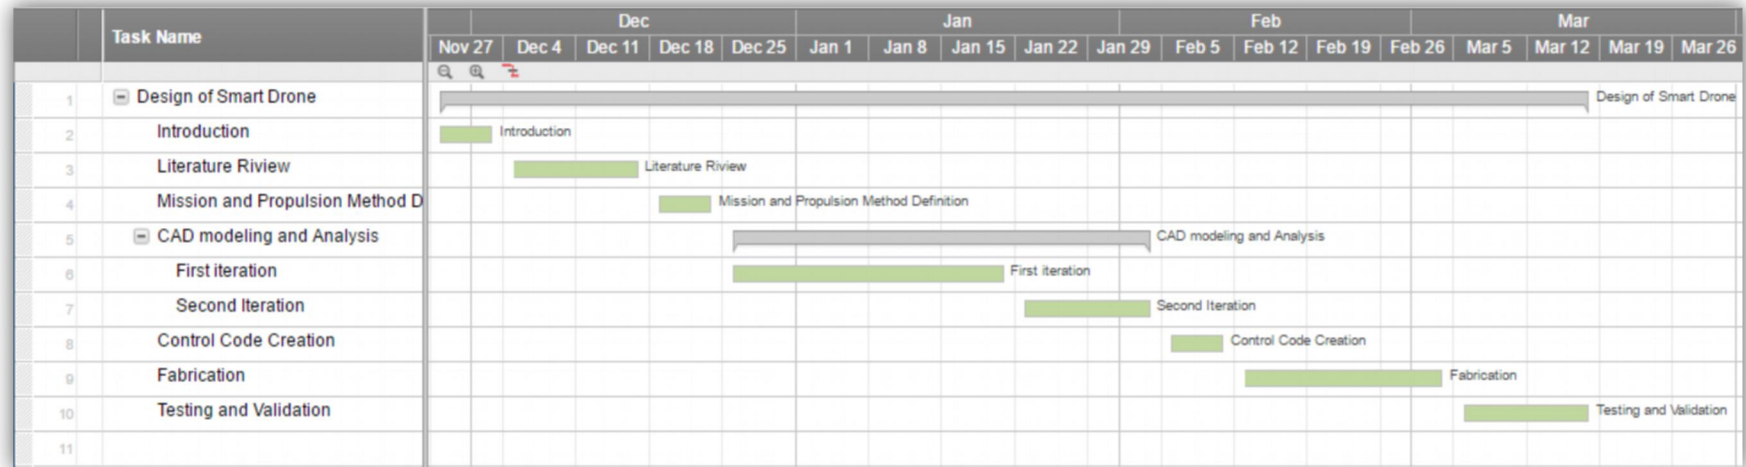 Task Name
Dec Jan Feb Mar
Nov 27 Dec 4 Dec 11 Dec 18 Dec 25 Jan 1 Jan 8 Jan 15 Jan 22 Jan 29 Feb 5 Feb 12 Feb 19 Feb 26 Mar 5 Mar 12 Mar 19 Mar 26
1 Design of Smart Drone Design of Smart Drone
2 Introduction Introduction
3 Literature Riview Literature Riview
4 Mission and Propulsion Method D Mission and Propulsion Method Definition
5 CAD modeling and Analysis CAD modeling and Analysis
6 First iteration First iteration
7 Second Iteration Second Iteration
8 Control Code Creation Control Code Creation
9 Fabrication Fabrication
10 Testing and Validation Testing and Validation
11